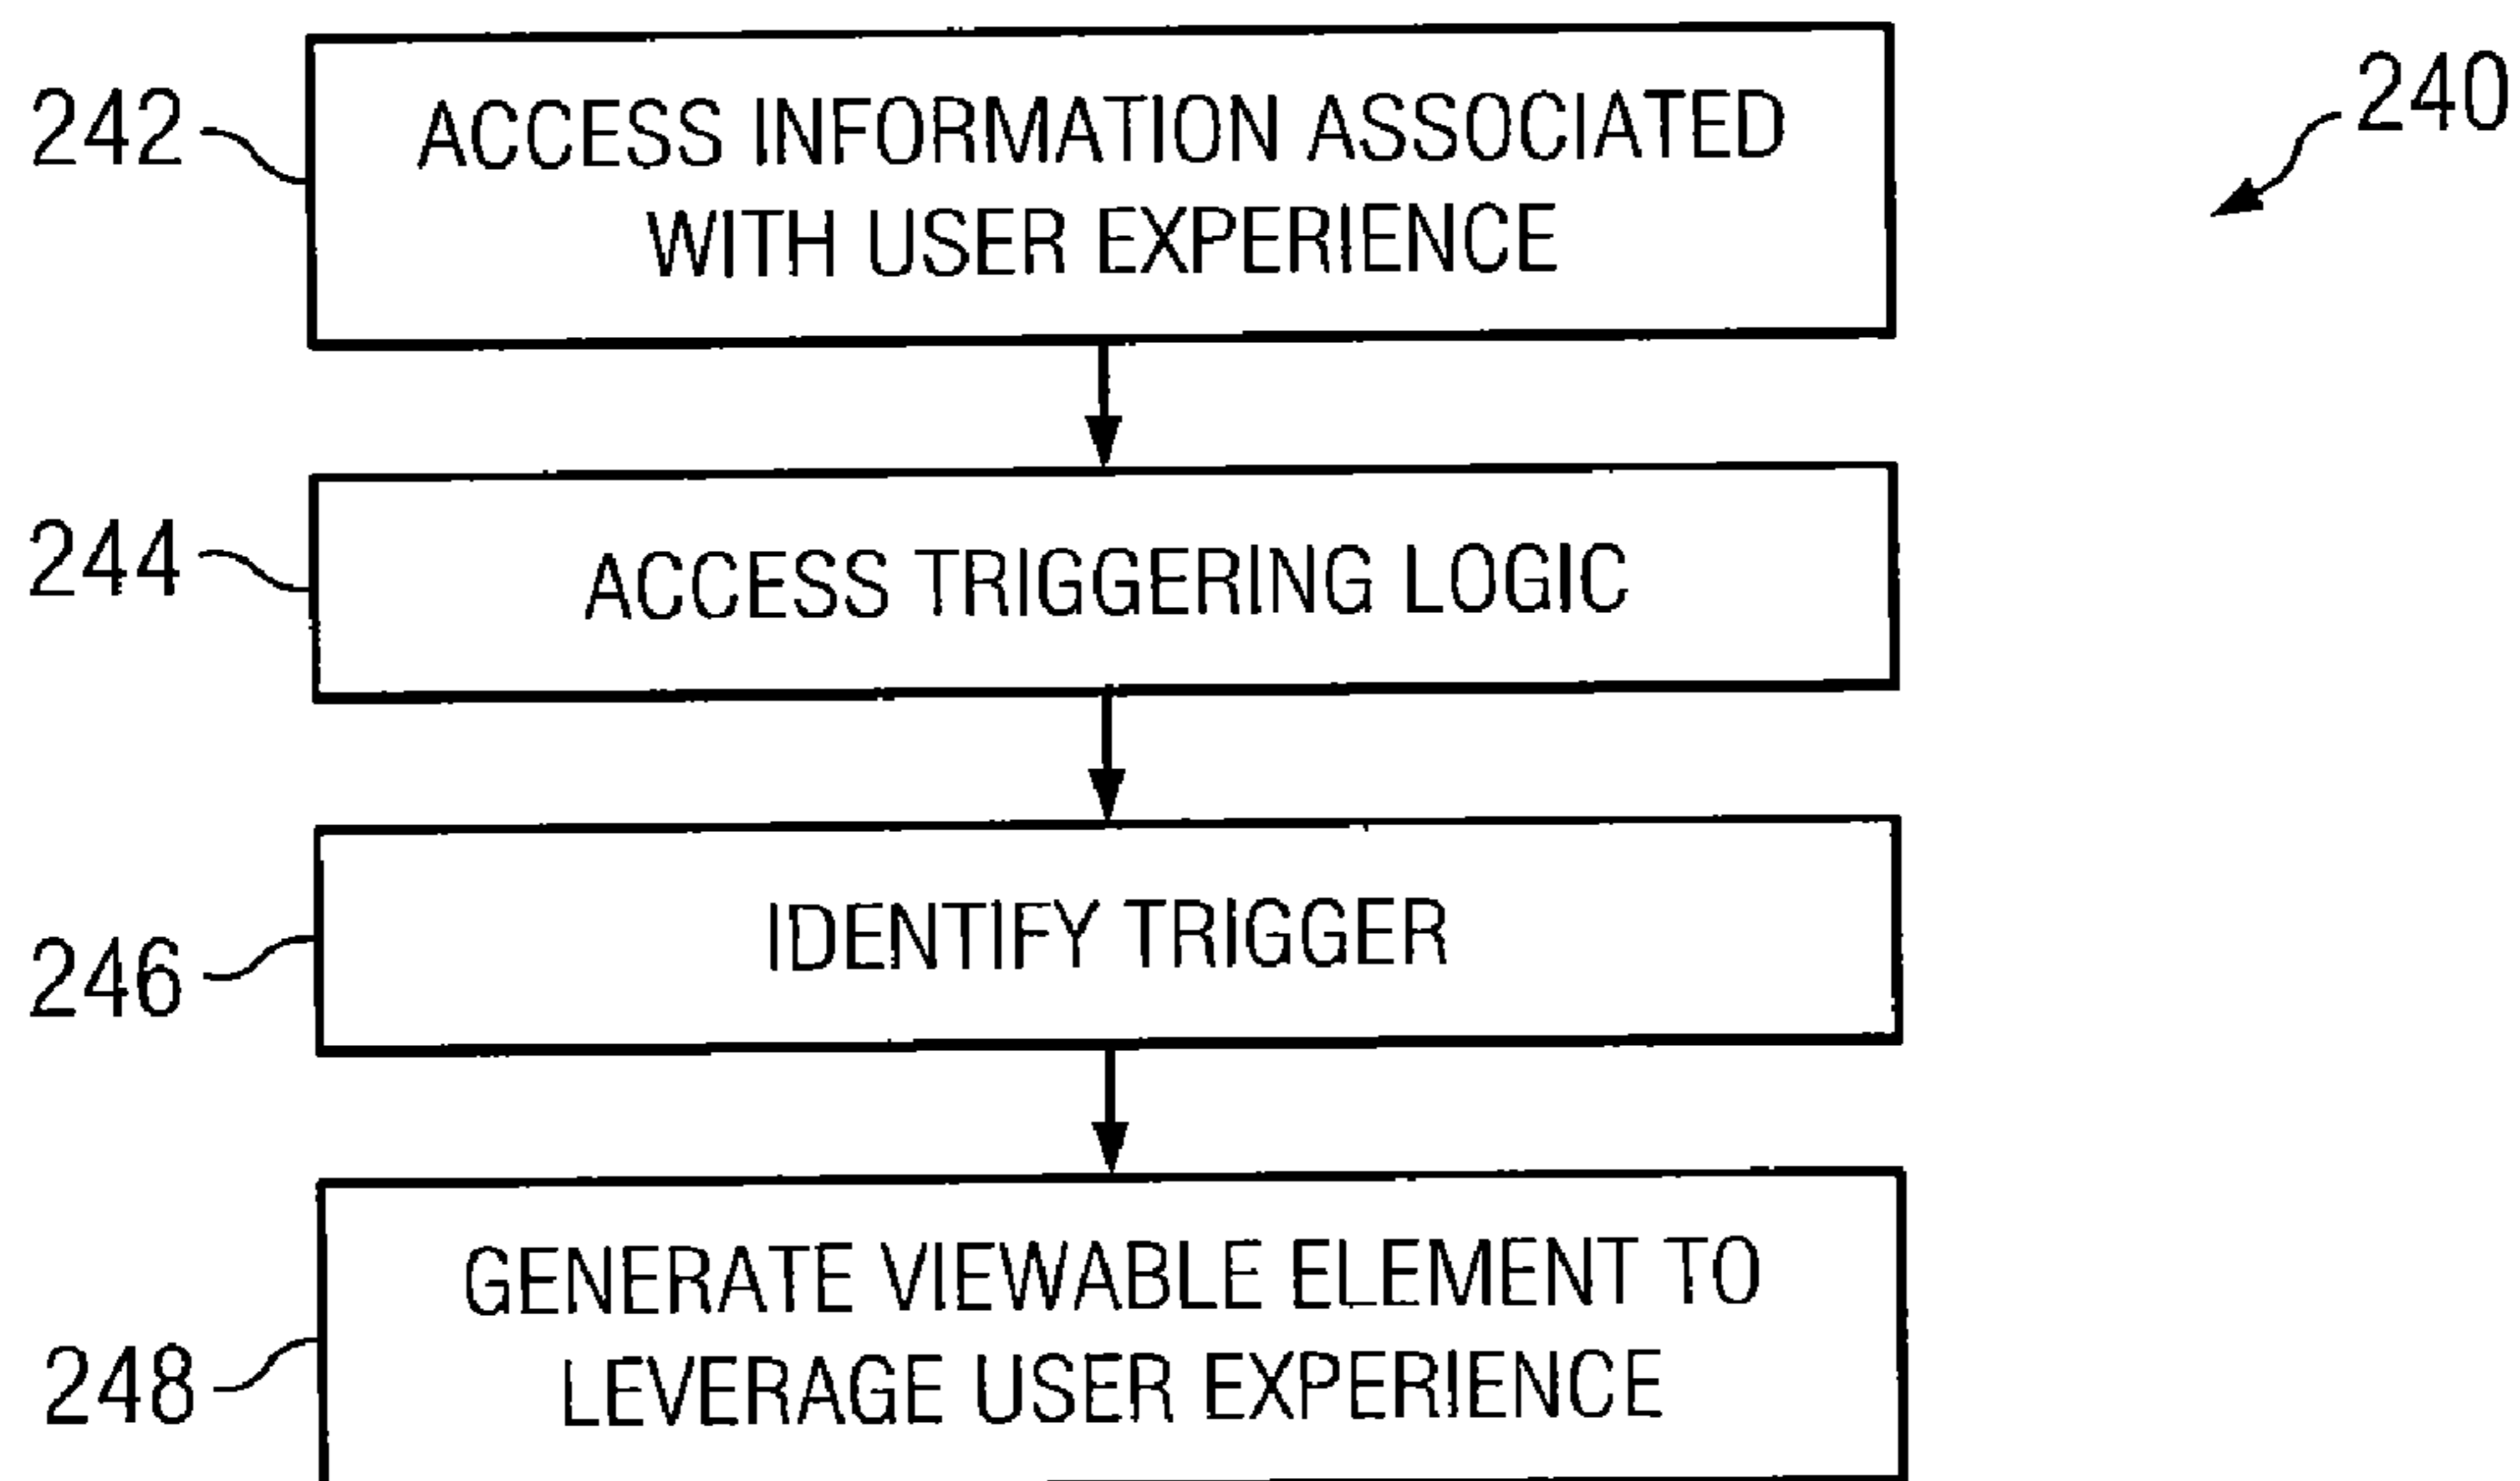 240
242
ACCESS INFORMATION ASSOCIATED
WITH USER EXPERIENCE
244
ACCESS TRIGGERING LOGIC
246
IDENTIFY TRIGGER
248
GENERATE VIEWABLE ELEMENT TO
LEVERAGE USER EXPERIENCE